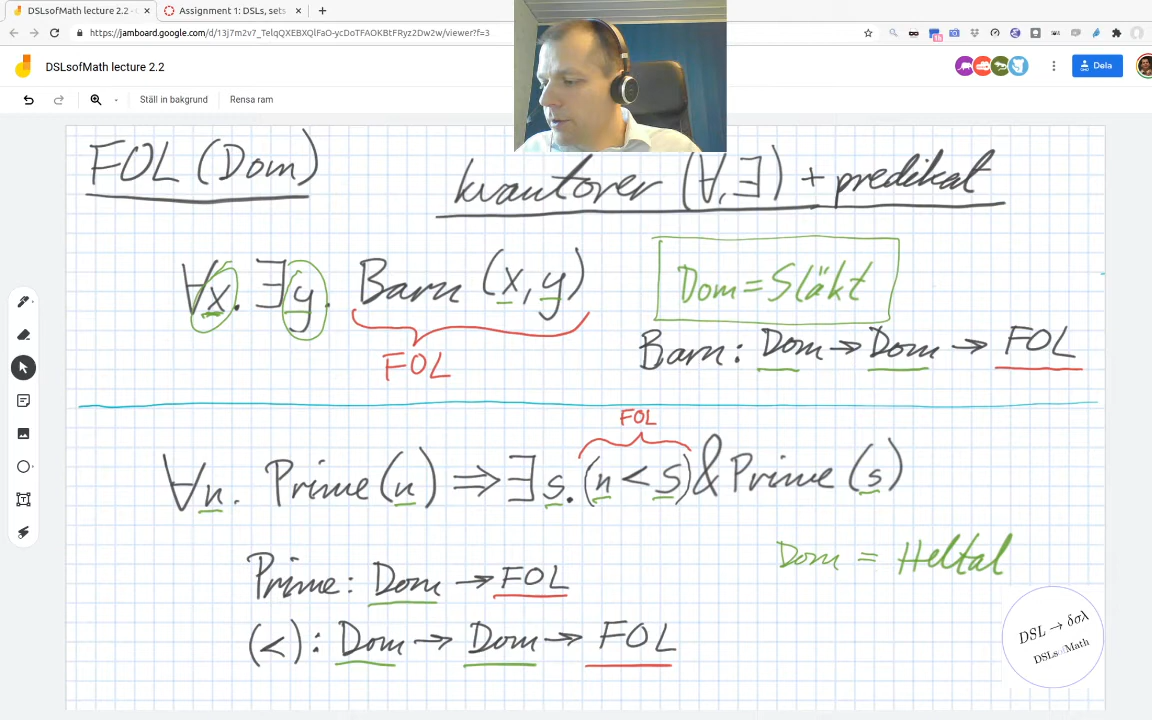 DSLsofMath lecture 2.2 -
Assignment 1: DSLs, sets
https://jamboard.google.com/d/13j7m2v7_TelqQXEBXQlFaO-ycDoTFAOKBtFRyz2Dw2w/viewer?f=3
DSLsofMath lecture 2.2
Dela
Ställ in bakgrund
Rensa ram
FOL (Dom)
kvantorer (∀,∃) + predikat
∀x. ∃y. Barn (x,y)
Dom = Släkt
FOL
Barn: Dom → Dom → FOL
FOL
∀n. Prime(n) ⇒ ∃s. (n < s) & Prime (s)
Dom = Heltal
Prime: Dom → FOL
(<): Dom → Dom → FOL
DSL → δσλ
DSLsofMath